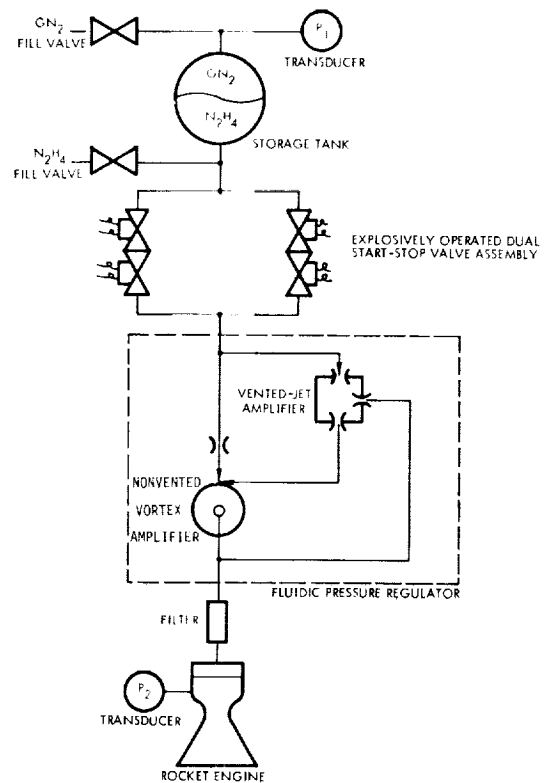 GN2
FILL VALVE
P1
TRANSDUCER
GN2
N2H4
STORAGE TANK
N2H4
FILL VALVE
EXPLOSIVELY OPERATED DUAL
START-STOP VALVE ASSEMBLY
VENTED-JET
AMPLIFIER
NONVENTED
VORTEX
AMPLIFIER
FLUIDIC PRESSURE REGULATOR
FILTER
P2
TRANSDUCER
ROCKET ENGINE